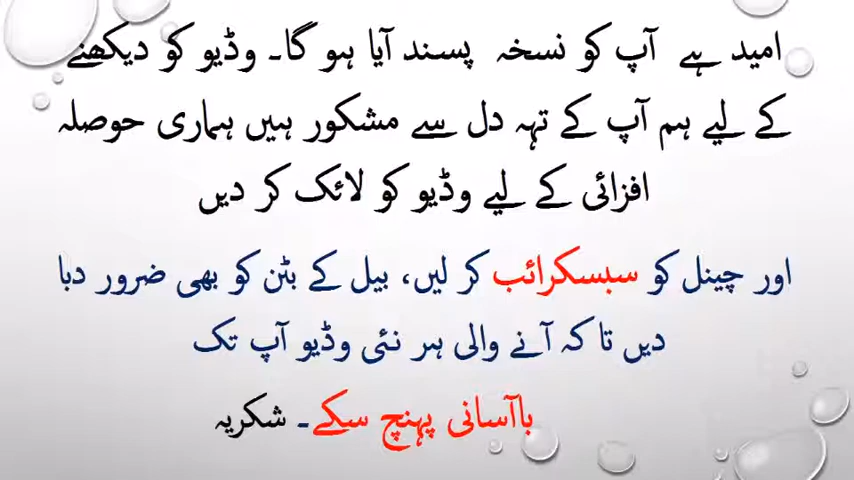 امید ہے آپ کو نسخہ پسند آیا ہو گا۔ وڈیو کو دیکھنے
کے لیے ہم آپ کے تہہ دل سے مشکور ہیں ہماری حوصلہ
افزائی کے لیے وڈیو کو لائک کر دیں
اور چینل کو سبسکرائب کر لیں، بیل کے بٹن کو بھی ضرور دبا
دیں تا کہ آنے والی ہر نئی وڈیو آپ تک
باآسانی پہنچ سکے۔ شکریہ